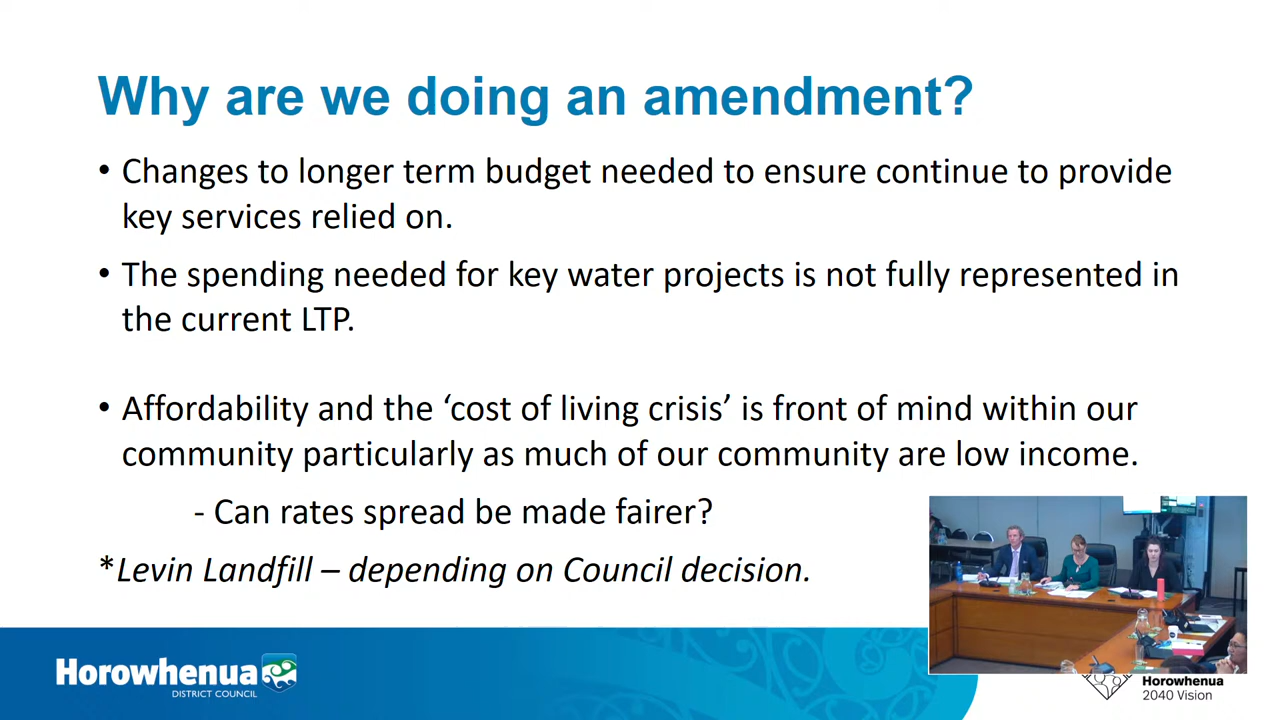 Why are we doing an amendment?
• Changes to longer term budget needed to ensure continue to provide
key services relied on.
• The spending needed for key water projects is not fully represented in
the current LTP.
• Affordability and the ‘cost of living crisis’ is front of mind within our
community particularly as much of our community are low income.
- Can rates spread be made fairer?
*Levin Landfill – depending on Council decision.
Horowhenua
DISTRICT COUNCIL
Horowhenua
2040 Vision